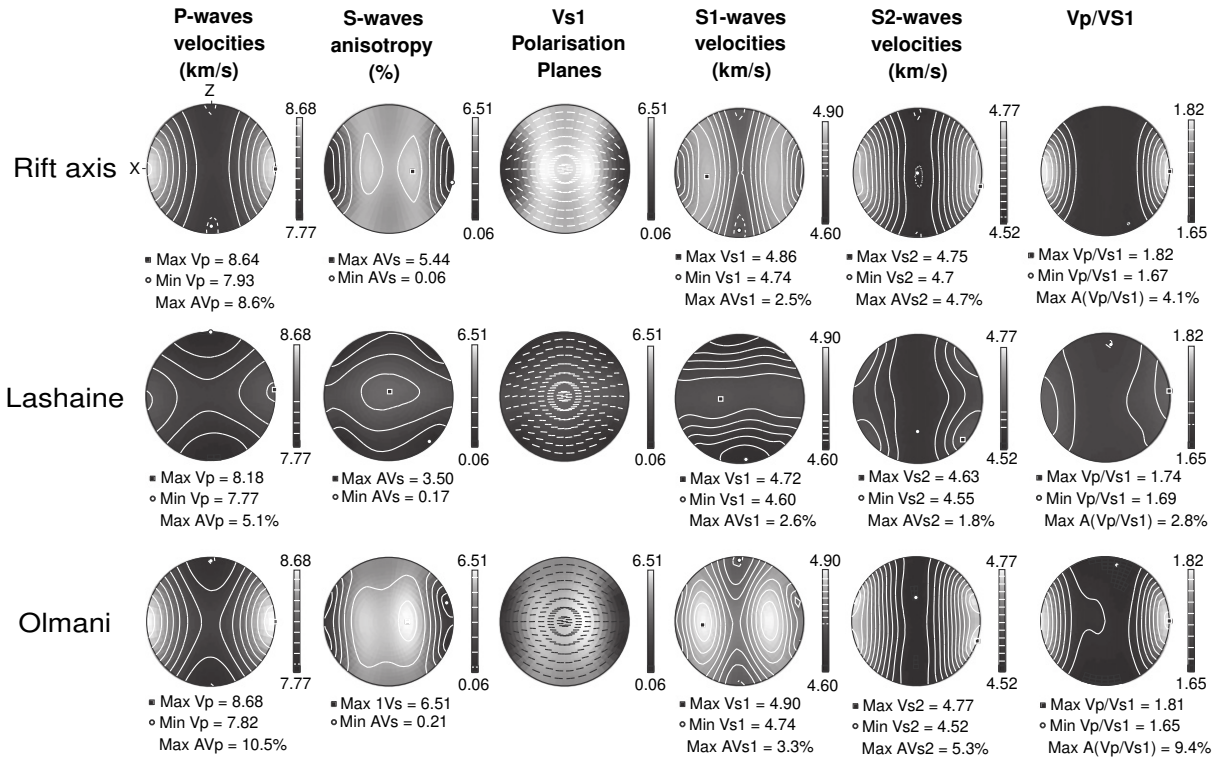 P-waves
velocities
(km/s)
S-waves
anisotropy
(%)
Vs1
Polarisation
Planes
S1-waves
velocities
(km/s)
S2-waves
velocities
(km/s)
Vp/VS1
Rift axis
X
Z
8.68
7.77
Max Vp = 8.64
Min Vp = 7.93
Max AVp = 8.6%
6.51
0.06
Max AVs = 5.44
Min AVs = 0.06
6.51
0.06
4.90
4.60
Max Vs1 = 4.86
Min Vs1 = 4.74
Max AVs1 = 2.5%
4.77
4.52
Max Vs2 = 4.75
Min Vs2 = 4.7
Max AVs2 = 4.7%
1.82
1.65
Max Vp/Vs1 = 1.82
Min Vp/Vs1 = 1.67
Max A(Vp/Vs1) = 4.1%
Lashaine
8.68
7.77
Max Vp = 8.18
Min Vp = 7.77
Max AVp = 5.1%
6.51
0.06
Max AVs = 3.50
Min AVs = 0.17
6.51
0.06
4.90
4.60
Max Vs1 = 4.72
Min Vs1 = 4.60
Max AVs1 = 2.6%
4.77
4.52
Max Vs2 = 4.63
Min Vs2 = 4.55
Max AVs2 = 1.8%
1.82
1.65
Max Vp/Vs1 = 1.74
Min Vp/Vs1 = 1.69
Max A(Vp/Vs1) = 2.8%
Olmani
8.68
7.77
Max Vp = 8.68
Min Vp = 7.82
Max AVp = 10.5%
6.51
0.06
Max 1Vs = 6.51
Min AVs = 0.21
6.51
0.06
4.90
4.60
Max Vs1 = 4.90
Min Vs1 = 4.74
Max AVs1 = 3.3%
4.77
4.52
Max Vs2 = 4.77
Min Vs2 = 4.52
Max AVs2 = 5.3%
1.82
1.65
Max Vp/Vs1 = 1.81
Min Vp/Vs1 = 1.65
Max A(Vp/Vs1) = 9.4%